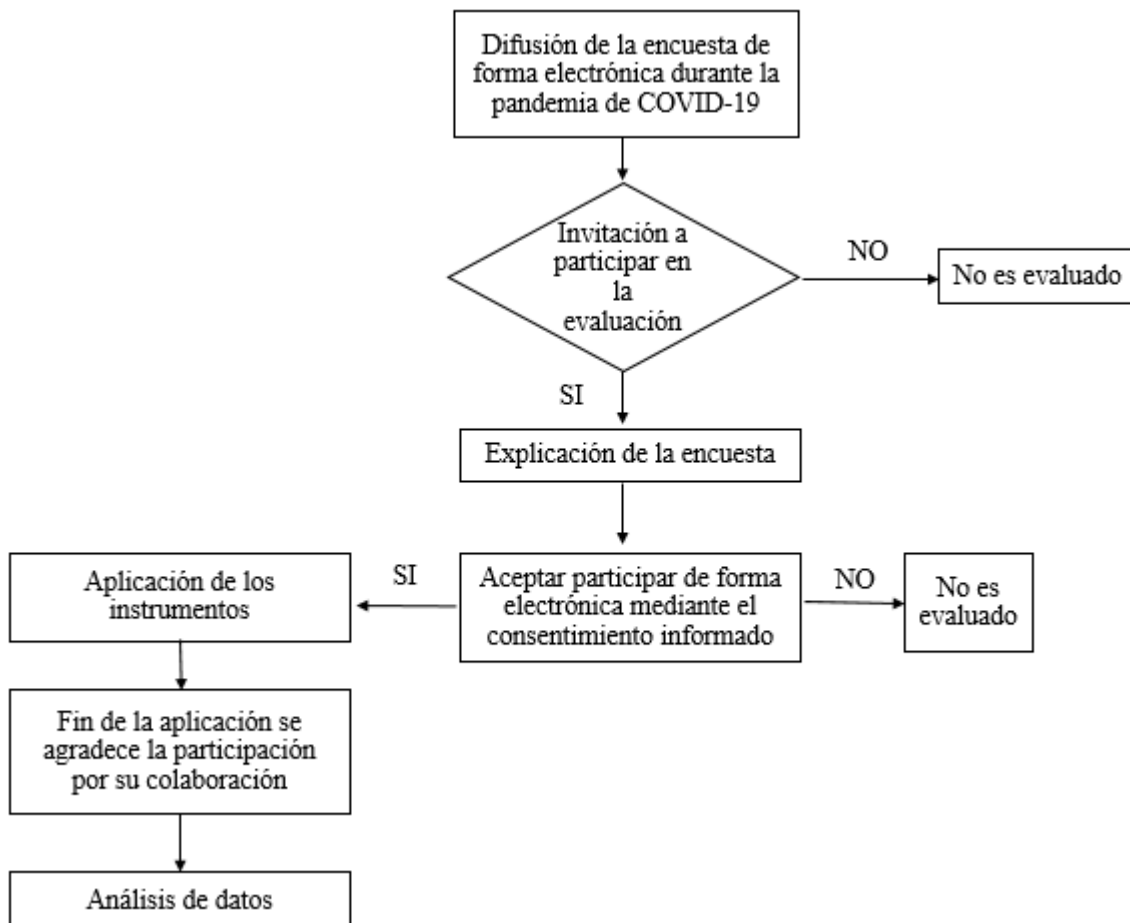 Difusión de la encuesta de
forma electrónica durante la
pandemia de COVID-19
Invitación a
participar en
la
evaluación
NO
No es evaluado
SI
Explicación de la encuesta
Aceptar participar de forma
electrónica mediante el
consentimiento informado
NO
No es
evaluado
SI
Aplicación de los
instrumentos
Fin de la aplicación se
agradece la participación
por su colaboración
Análisis de datos